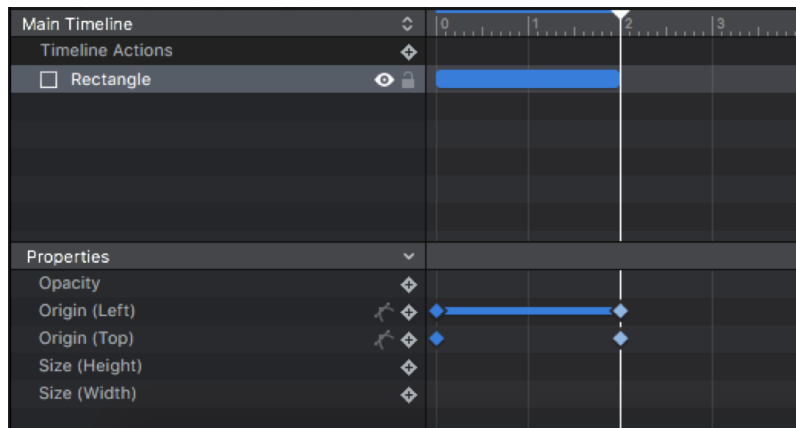 Main Timeline
0 1 2 3
Timeline Actions
Rectangle
Properties
Opacity
Origin (Left)
Origin (Top)
Size (Height)
Size (Width)